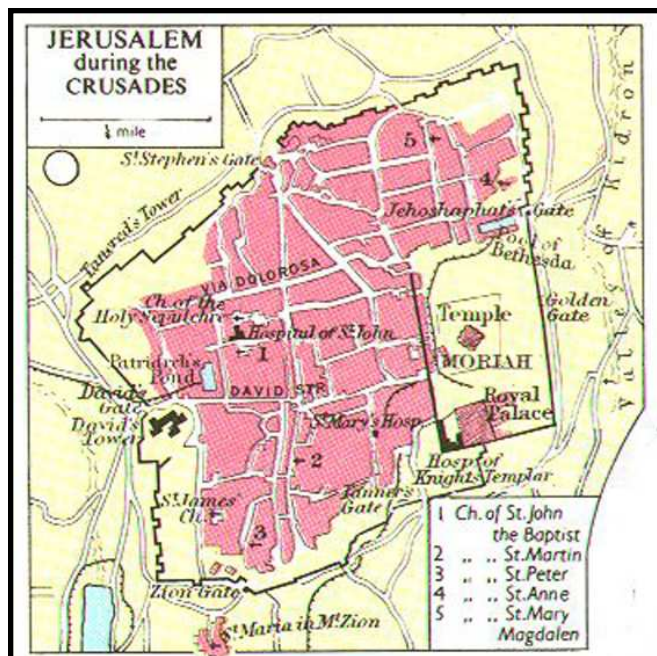 JERUSALEM
during the
CRUSADES
¼ mile
St. Stephen's Gate
Tancred's Tower
5
4
Jehoshaphat's Gate
Pool of
Bethesda
Valley of Kidron
VIA DOLOROSA
Ch. of the
Holy Sepulchre
Hospital of St. John
1
Temple
MORIAH
Golden
Gate
Patriarch's
Pond
DAVID STR
David's
Gate
David's
Tower
St. Mary's Hosp.
Royal
Palace
2
Hosp of
Knights Templar
Tanner's
Gate
St. James'
Ch.
3
Zion Gate
St. Maria in Mt. Zion
1 Ch. of St. John
the Baptist
2 „ „ St. Martin
3 „ „ St. Peter
4 „ „ St. Anne
5 „ „ St. Mary
Magdalen